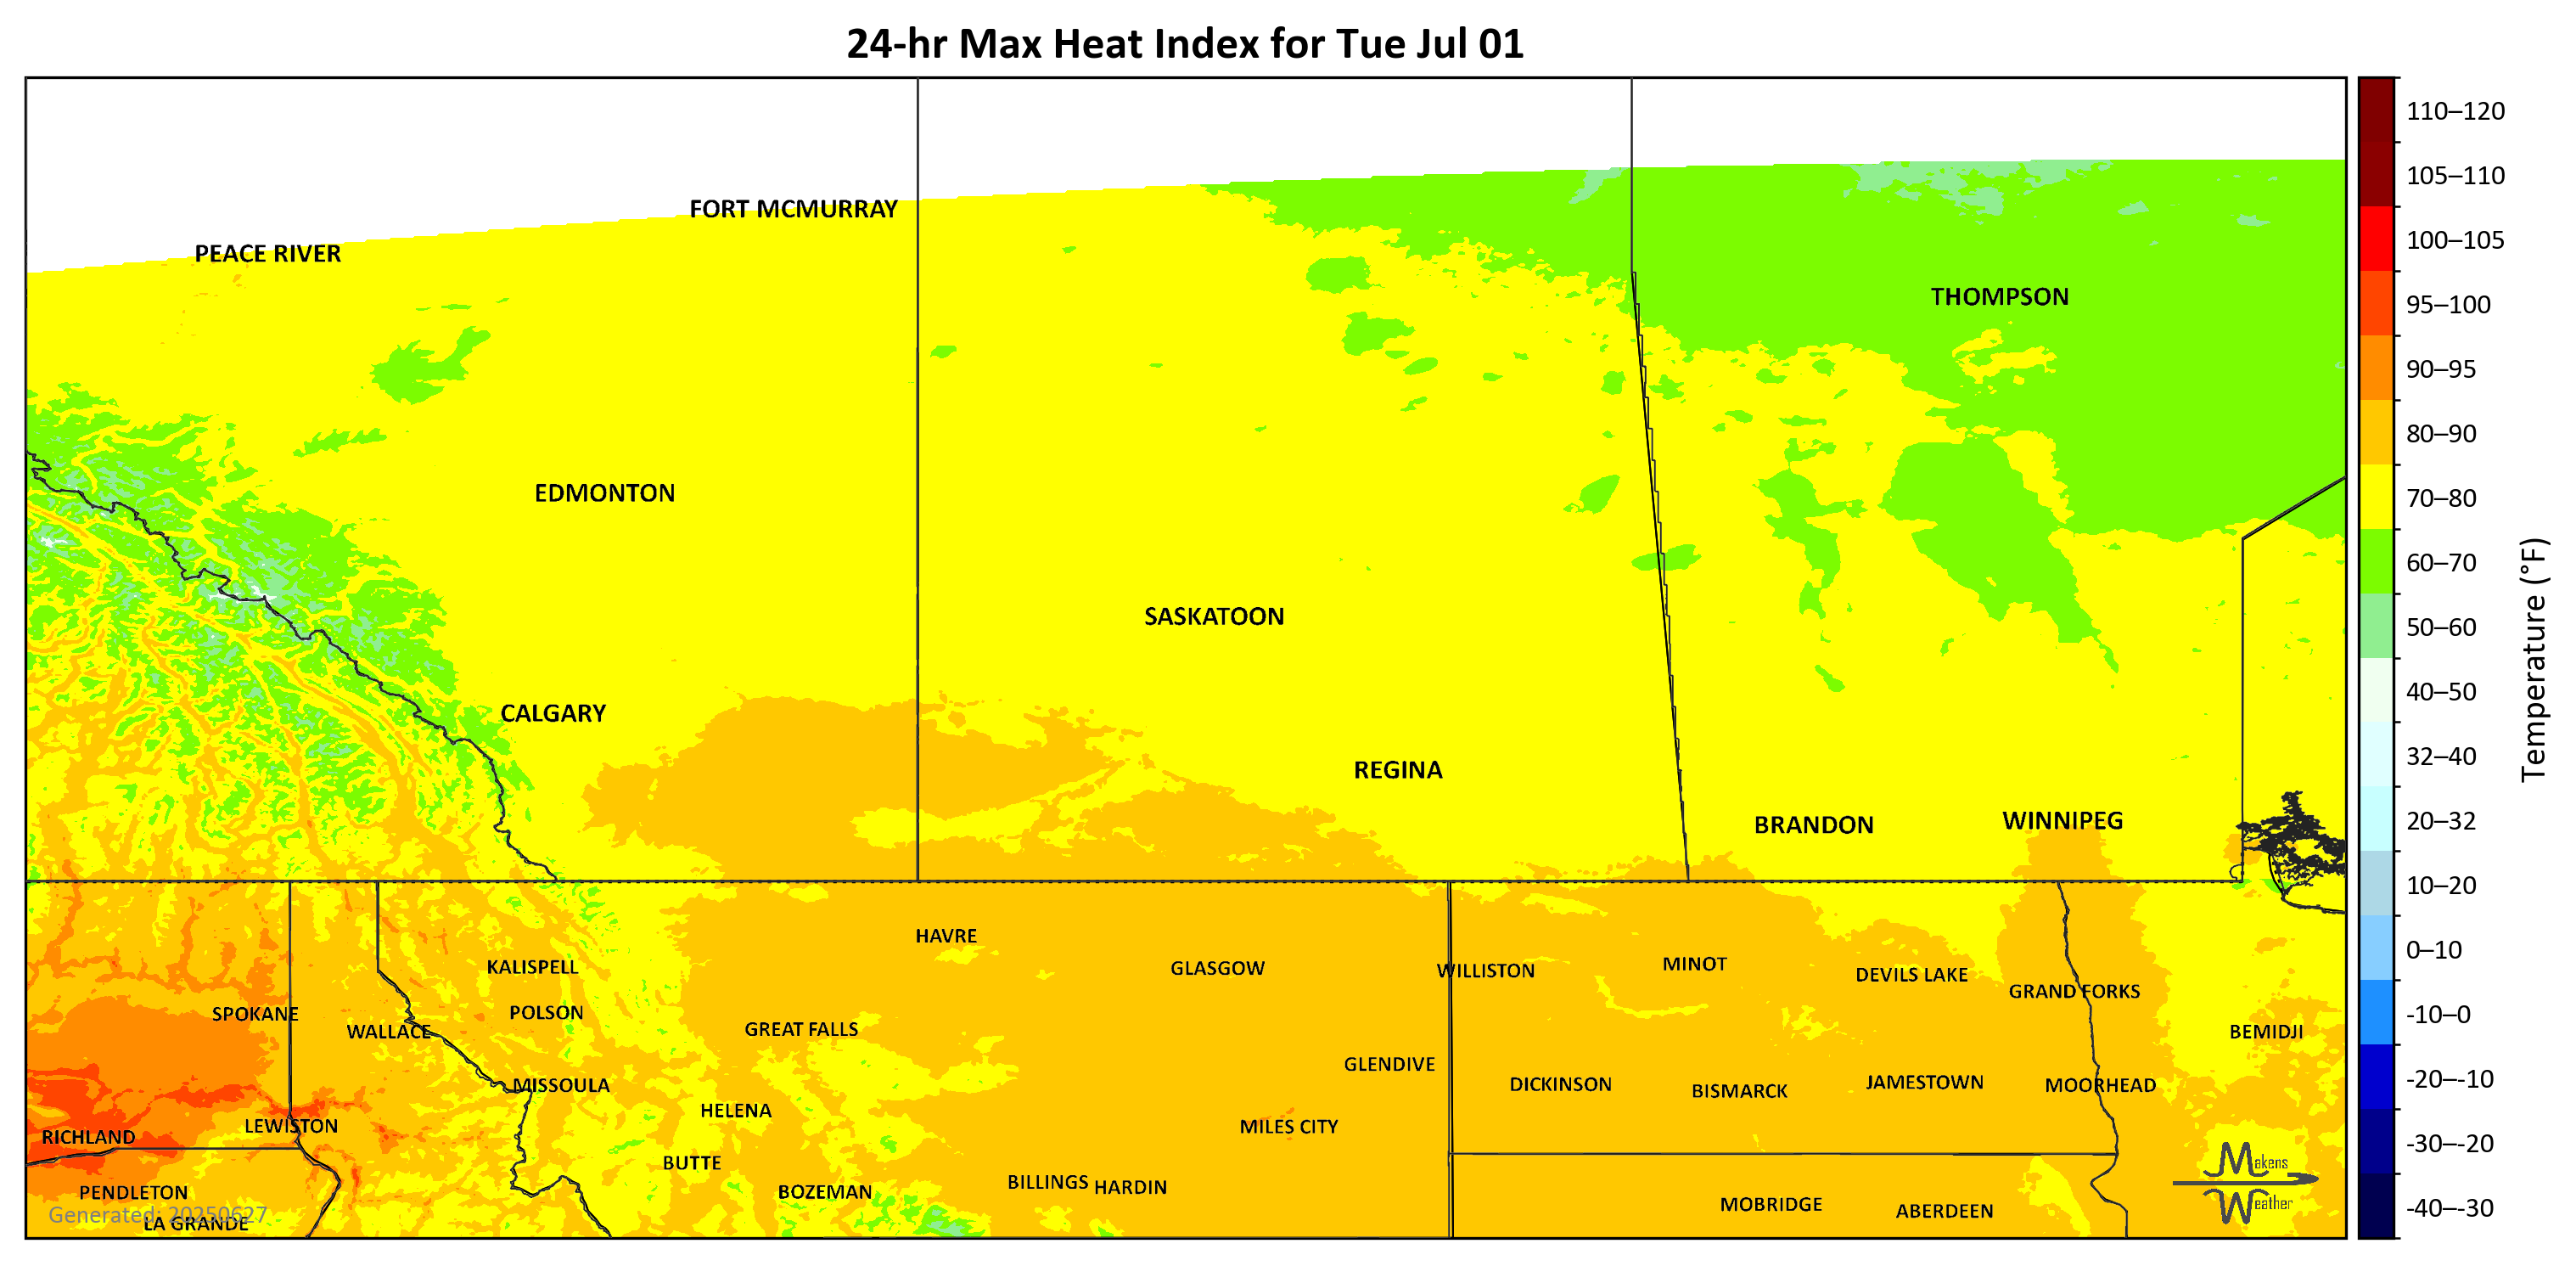 24-hr Max Heat Index for Tue Jul 01
FORT MCMURRAY
PEACE RIVER
THOMPSON
EDMONTON
SASKATOON
CALGARY
REGINA
BRANDON
WINNIPEG
HAVRE
KALISPELL
GLASGOW
WILLISTON
MINOT
DEVILS LAKE
GRAND FORKS
SPOKANE
POLSON
WALLACE
GREAT FALLS
BEMIDJI
GLENDIVE
MISSOULA
DICKINSON
BISMARCK
JAMESTOWN
MOORHEAD
HELENA
LEWISTON
MILES CITY
RICHLAND
BUTTE
BILLINGS
HARDIN
PENDLETON
BOZEMAN
MOBRIDGE
ABERDEEN
LA GRANDE
Generated: 20250627
Makens
Weather
110–120
105–110
100–105
95–100
90–95
80–90
70–80
60–70
50–60
40–50
32–40
20–32
10–20
0–10
-10–0
-20–-10
-30–-20
-40–-30
Temperature (°F)